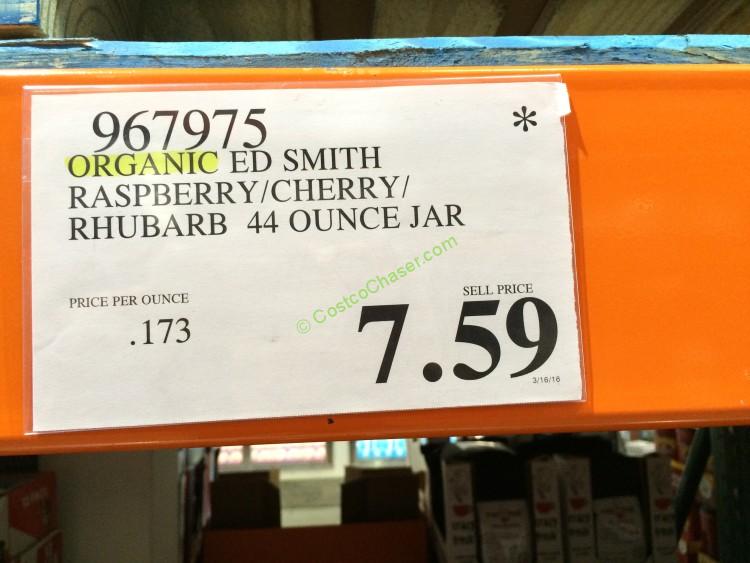 967975
*
ORGANIC ED SMITH
RASPBERRY/CHERRY/
RHUBARB 44 OUNCE JAR
© CostcoChaser.com
PRICE PER OUNCE
.173
SELL PRICE
7.59
3/16/16